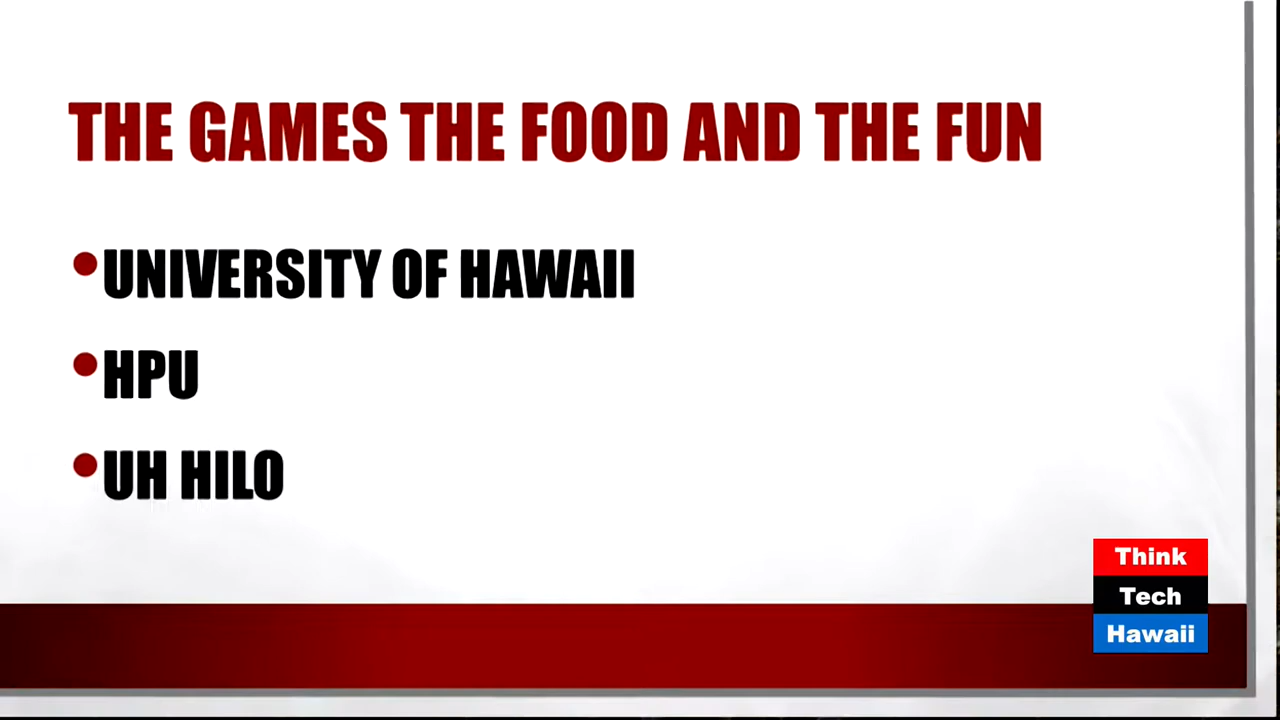 THE GAMES THE FOOD AND THE FUN
•UNIVERSITY OF HAWAII
•HPU
•UH HILO
Think
Tech
Hawaii